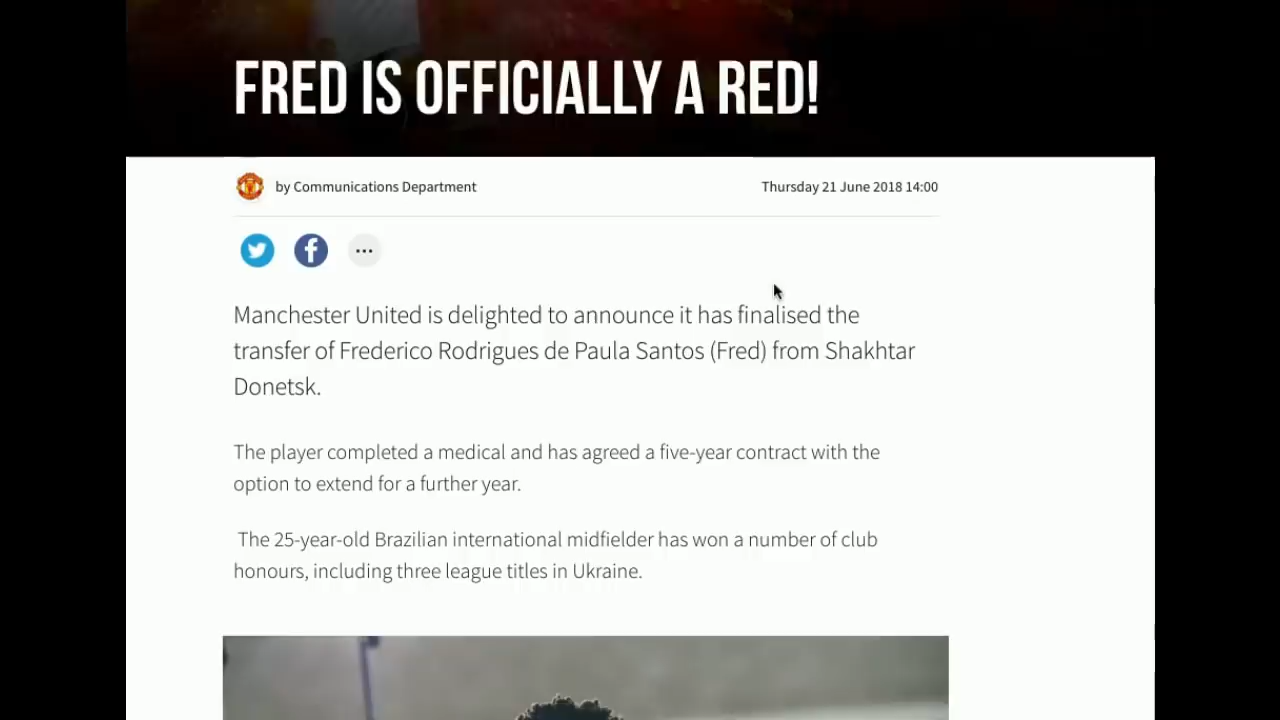 FRED IS OFFICIALLY A RED!
by Communications Department
Thursday 21 June 2018 14:00
Manchester United is delighted to announce it has finalised the
transfer of Frederico Rodrigues de Paula Santos (Fred) from Shakhtar
Donetsk.
The player completed a medical and has agreed a five-year contract with the
option to extend for a further year.
The 25-year-old Brazilian international midfielder has won a number of club
honours, including three league titles in Ukraine.